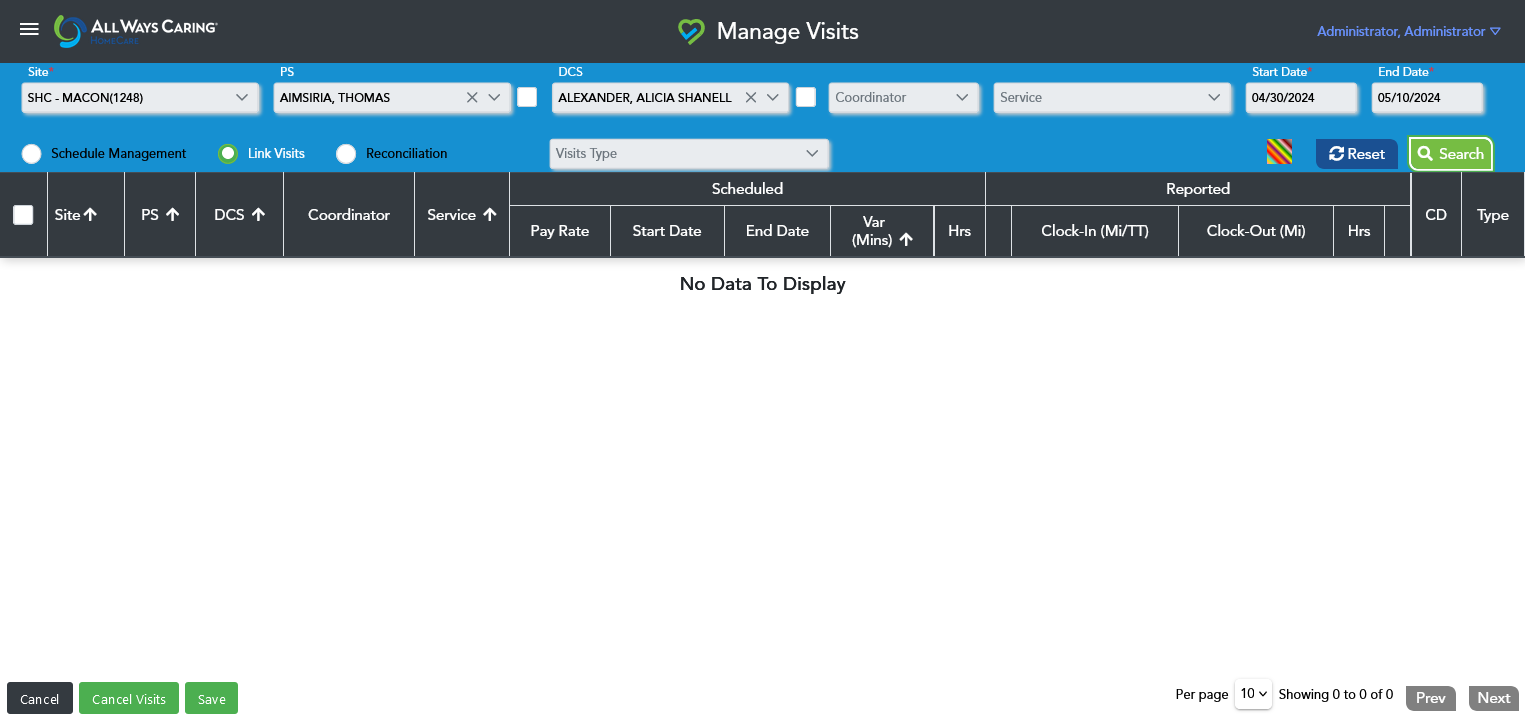 ALL WAYS CARING®
HOMECARE
Manage Visits
Administrator, Administrator
Site* PS DCS Start Date* End Date*
SHC - MACON(1248) AIMSIRIA, THOMAS ALEXANDER, ALICIA SHANELL Coordinator Service 04/30/2024 05/10/2024
Schedule Management Link Visits Reconciliation Visits Type Reset Search
Scheduled Reported
Site PS DCS Coordinator Service CD Type
Pay Rate Start Date End Date Var (Mins) Hrs Clock-In (Mi/TT) Clock-Out (Mi) Hrs
No Data To Display
Cancel Cancel Visits Save Per page 10 Showing 0 to 0 of 0 Prev Next